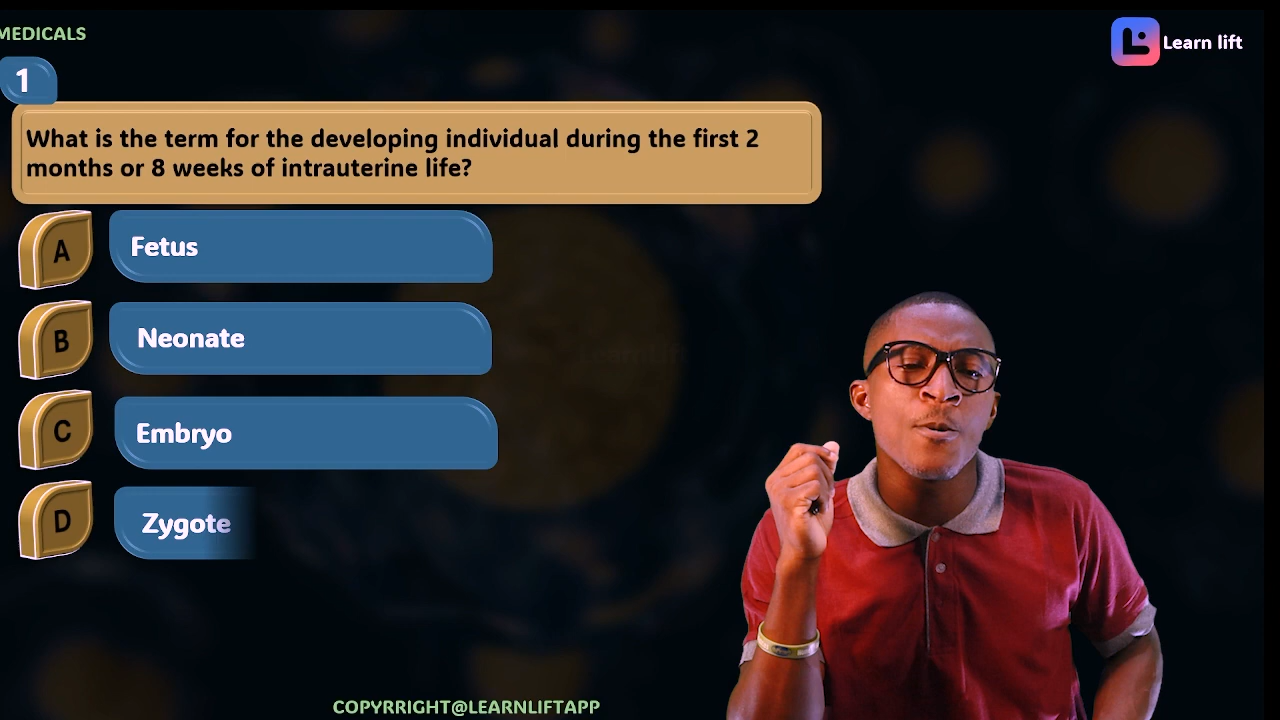 MEDICALS
Learn lift
1
What is the term for the developing individual during the first 2
months or 8 weeks of intrauterine life?
A
Fetus
B
Neonate
C
Embryo
D
Zygote
COPYRRIGHT@LEARNLIFTAPP